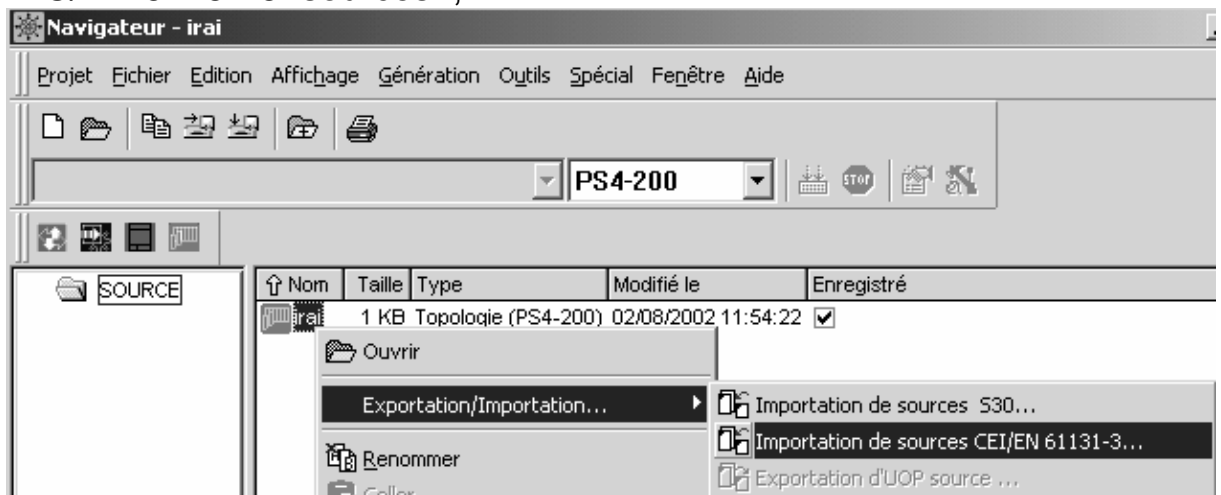 Navigateur - irai
Projet Fichier Edition Affichage Génération Outils Spécial Fenêtre Aide
PS4-200
STOP
SOURCE
Nom Taille Type Modifié le Enregistré
irai 1 KB Topologie (PS4-200) 02/08/2002 11:54:22
Ouvrir
Exportation/Importation...
Importation de sources S30...
Importation de sources CEI/EN 61131-3...
Renommer
Exportation d'UOP source ...